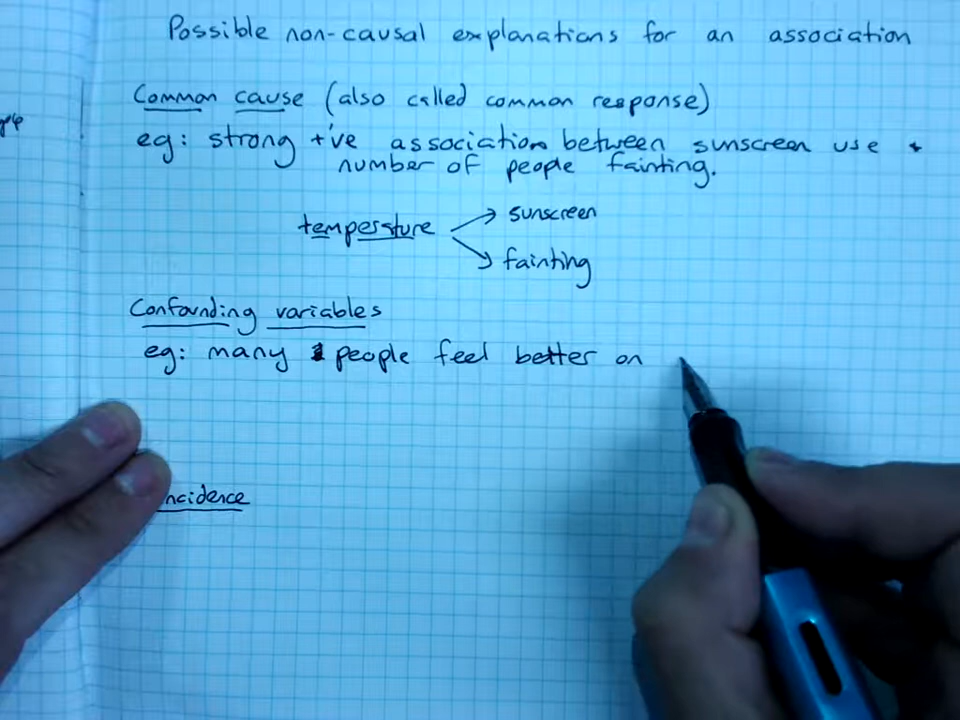 Possible non-causal explanations for an association
Common cause (also called common response)
eg: strong +'ve association between sunscreen use +
number of people fainting.
temperature → sunscreen
→ fainting
Confounding variables
eg: many people feel better on
ncidence